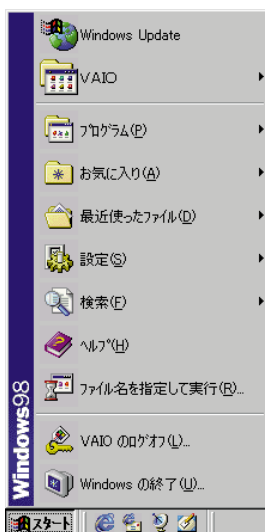 Windows Update
VAIO
プログラム(P)
お気に入り(A)
最近使ったファイル(D)
設定(S)
検索(F)
ヘルプ(H)
ファイル名を指定して実行(R)...
VAIO のログオフ(L)...
Windows の終了(U)...
Windows98
スタート